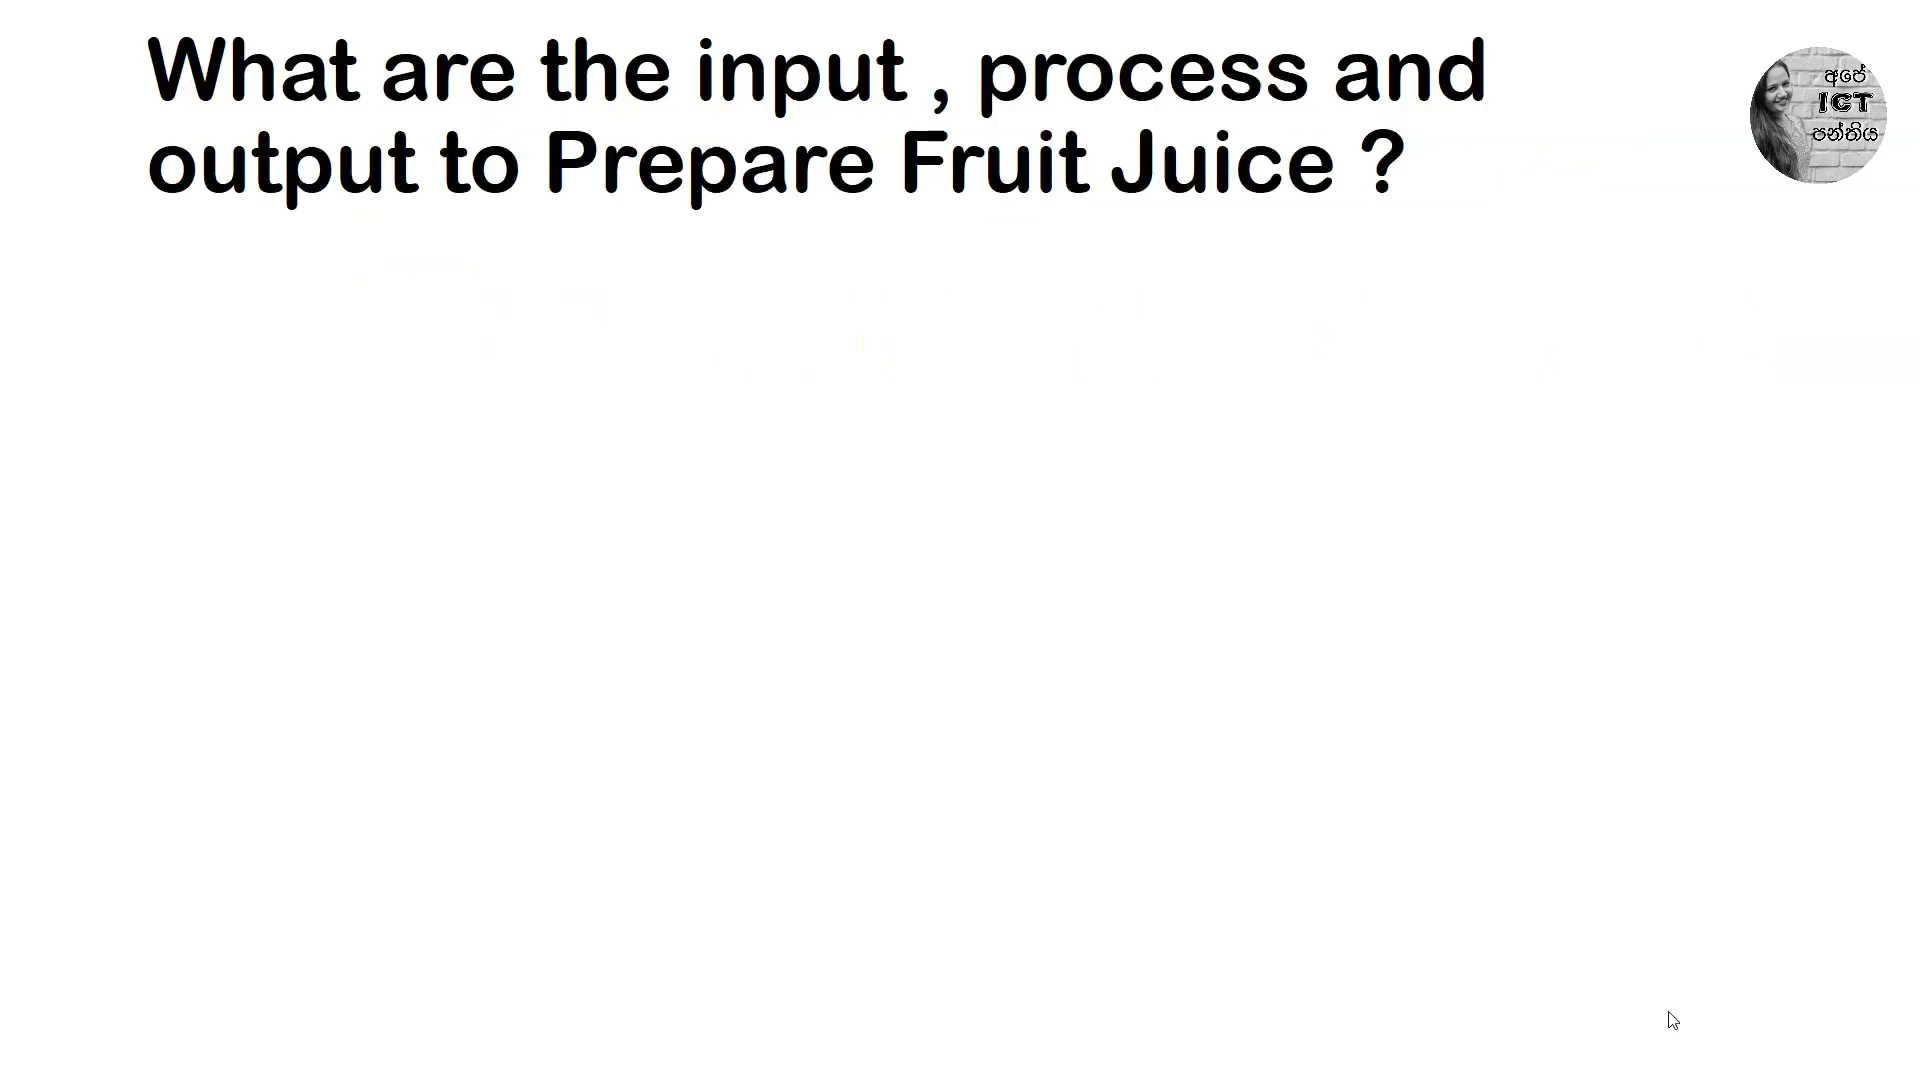 What are the input , process and
output to Prepare Fruit Juice ?
අපේ
ICT
පන්තිය